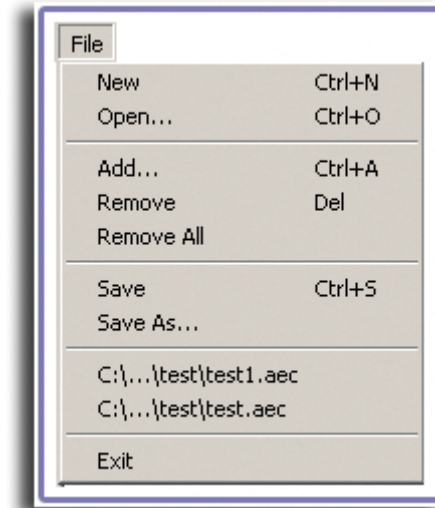 File
New Ctrl+N
Open... Ctrl+O
Add... Ctrl+A
Remove Del
Remove All
Save Ctrl+S
Save As...
C:\...\test\test1.aec
C:\...\test\test.aec
Exit